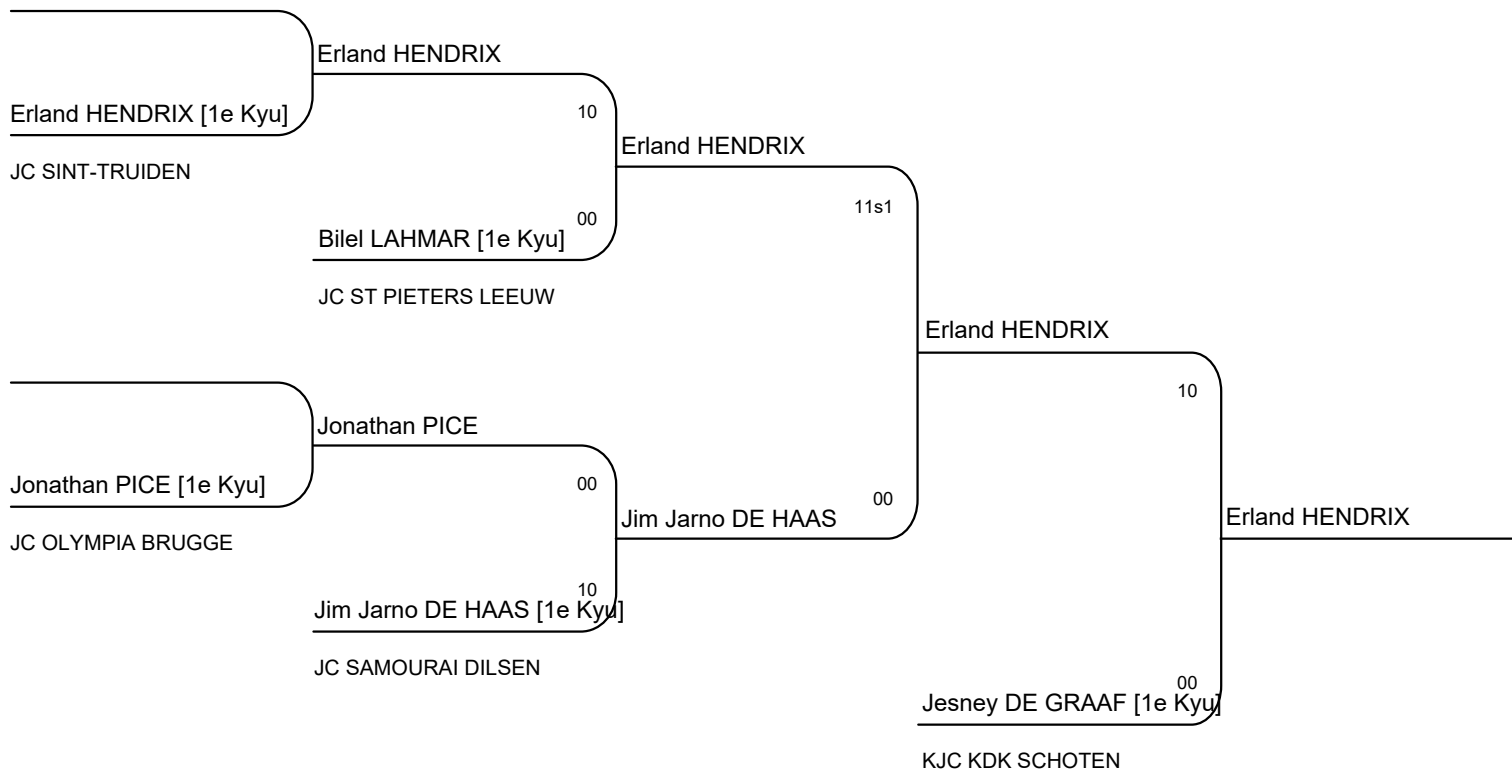 Erland HENDRIX
Erland HENDRIX [1e Kyu]
10
JC SINT-TRUIDEN
Erland HENDRIX
11s1
00
Bilel LAHMAR [1e Kyu]
JC ST PIETERS LEEUW
Erland HENDRIX
10
Jonathan PICE
Jonathan PICE [1e Kyu]
00
JC OLYMPIA BRUGGE
Jim Jarno DE HAAS
00
Erland HENDRIX
10
Jim Jarno DE HAAS [1e Kyu]
JC SAMOURAI DILSEN
00
Jesney DE GRAAF [1e Kyu]
KJC KDK SCHOTEN